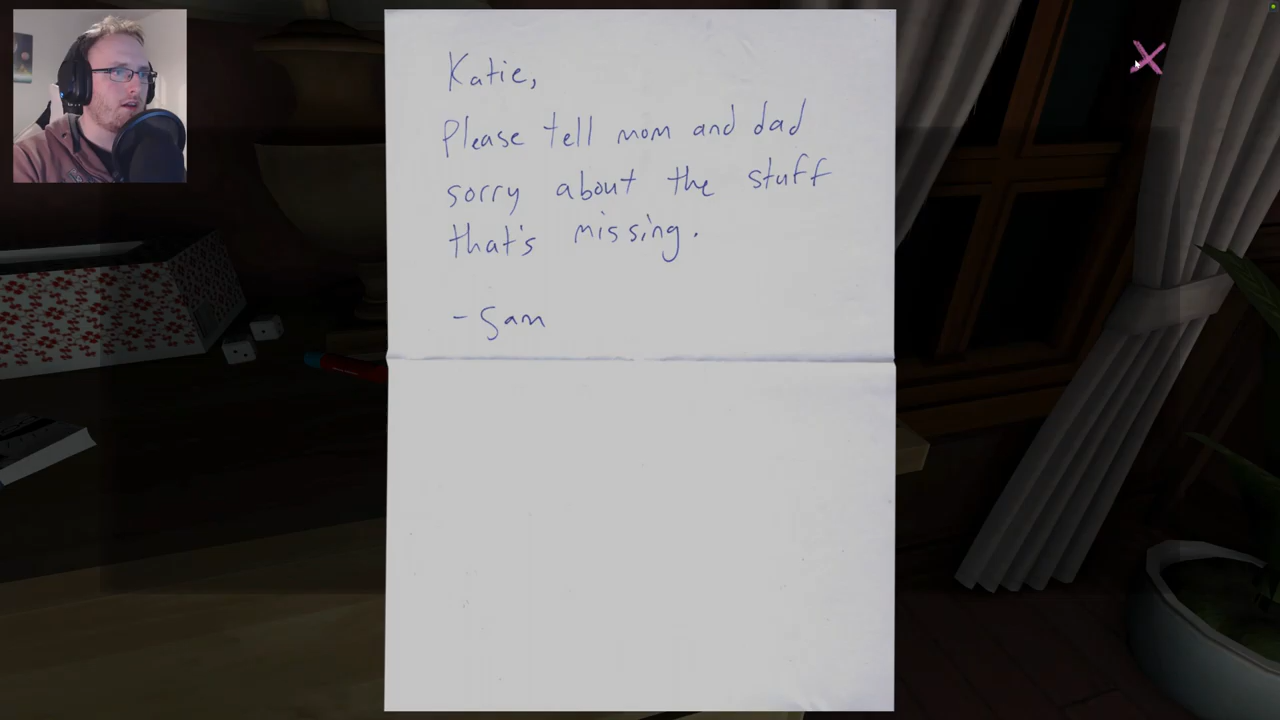 Katie,
Please tell mom and dad
sorry about the stuff
that's missing.
- Sam